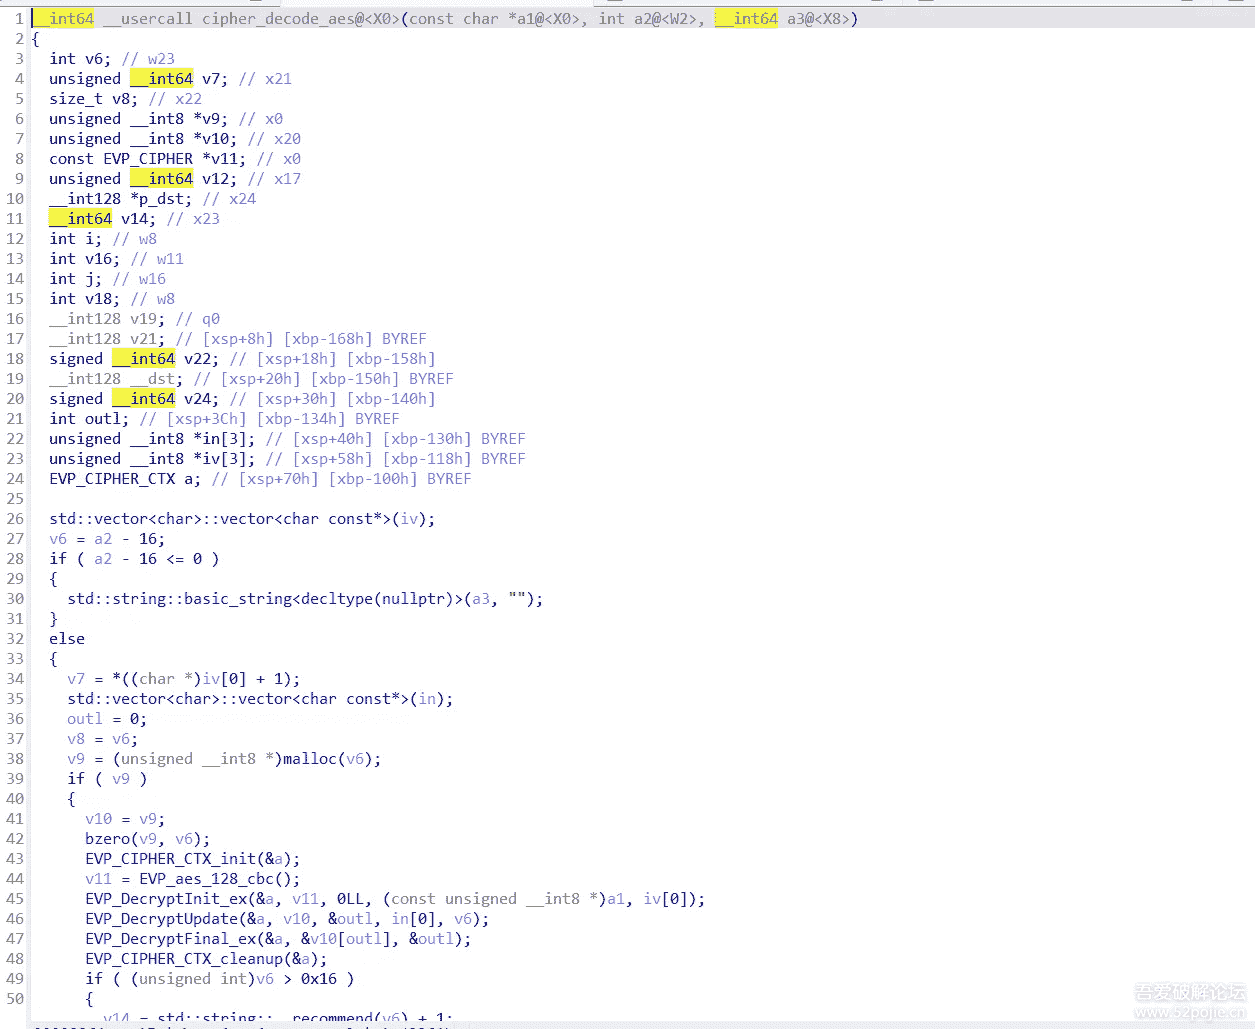 1 __int64 __usercall cipher_decode_aes@<X0>(const char *a1@<X0>, int a2@<W2>, __int64 a3@<X8>)
2 {
3 int v6; // w23
4 unsigned __int64 v7; // x21
5 size_t v8; // x22
6 unsigned __int8 *v9; // x0
7 unsigned __int8 *v10; // x20
8 const EVP_CIPHER *v11; // x0
9 unsigned __int64 v12; // x17
10 __int128 *p_dst; // x24
11 __int64 v14; // x23
12 int i; // w8
13 int v16; // w11
14 int j; // w16
15 int v18; // w8
16 __int128 v19; // q0
17 __int128 v21; // [xsp+8h] [xbp-168h] BYREF
18 signed __int64 v22; // [xsp+18h] [xbp-158h]
19 __int128 __dst; // [xsp+20h] [xbp-150h] BYREF
20 signed __int64 v24; // [xsp+30h] [xbp-140h]
21 int outl; // [xsp+3Ch] [xbp-134h] BYREF
22 unsigned __int8 *in[3]; // [xsp+40h] [xbp-130h] BYREF
23 unsigned __int8 *iv[3]; // [xsp+58h] [xbp-118h] BYREF
24 EVP_CIPHER_CTX a; // [xsp+70h] [xbp-100h] BYREF
25
26 std::vector<char>::vector<char const*>(iv);
27 v6 = a2 - 16;
28 if ( a2 - 16 <= 0 )
29 {
30 std::string::basic_string<decltype(nullptr)>(a3, "");
31 }
32 else
33 {
34 v7 = *((char *)iv[0] + 1);
35 std::vector<char>::vector<char const*>(in);
36 outl = 0;
37 v8 = v6;
38 v9 = (unsigned __int8 *)malloc(v6);
39 if ( v9 )
40 {
41 v10 = v9;
42 bzero(v9, v6);
43 EVP_CIPHER_CTX_init(&a);
44 v11 = EVP_aes_128_cbc();
45 EVP_DecryptInit_ex(&a, v11, 0LL, (const unsigned __int8 *)a1, iv[0]);
46 EVP_DecryptUpdate(&a, v10, &outl, in[0], v6);
47 EVP_DecryptFinal_ex(&a, &v10[outl], &outl);
48 EVP_CIPHER_CTX_cleanup(&a);
49 if ( (unsigned int)v6 > 0x16 )
50 {
v14 = std::string::__recommend(v6) + 1;
吾爱破解论坛
www.52pojie.cn